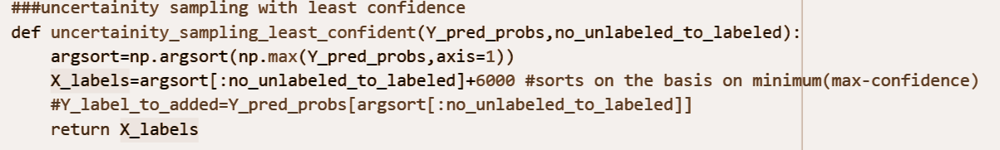 ###uncertainity sampling with least confidence
def uncertainity_sampling_least_confident(Y_pred_probs,no_unlabeled_to_labeled):
    argsort=np.argsort(np.max(Y_pred_probs,axis=1))
    X_labels=argsort[:no_unlabeled_to_labeled]+6000 #sorts on the basis on minimum(max-confidence)
    #Y_label_to_added=Y_pred_probs[argsort[:no_unlabeled_to_labeled]]
    return X_labels